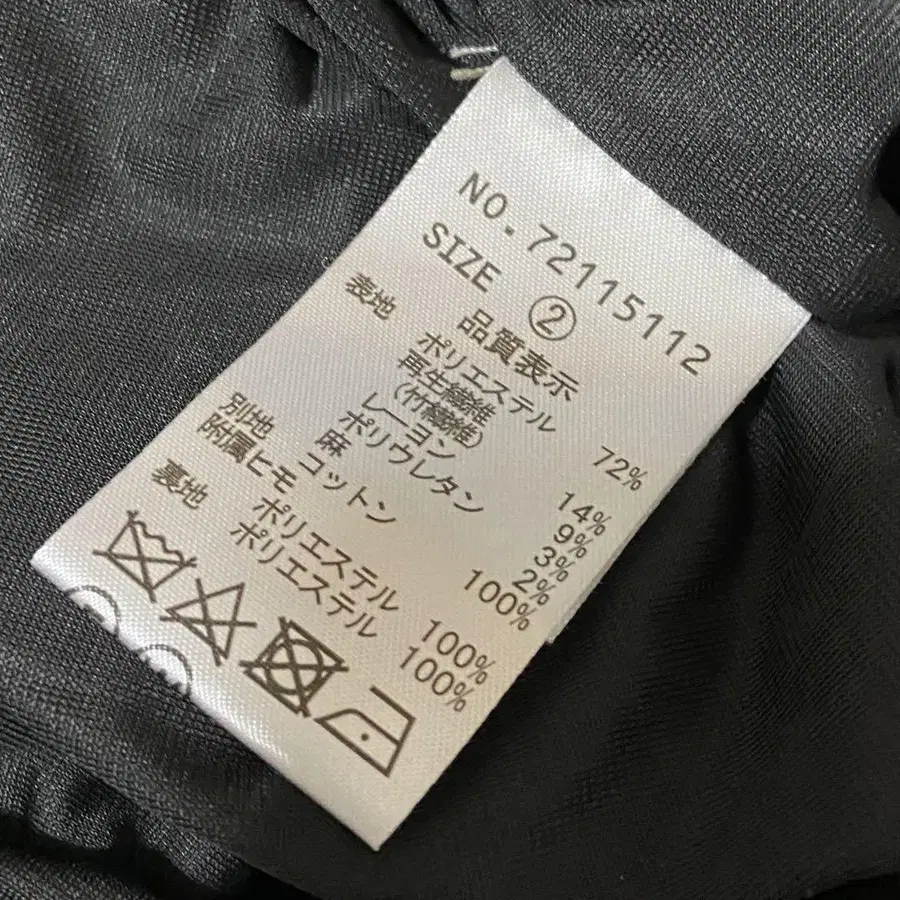 NO.72115112
SIZE ②
品質表示
表地 ポリエステル 72%
再生繊維
(竹繊維) 14%
レーヨン 9%
ポリウレタン 3%
麻 2%
別地 コットン 100%
附属ヒモ ポリエステル 100%
裏地 ポリエステル 100%